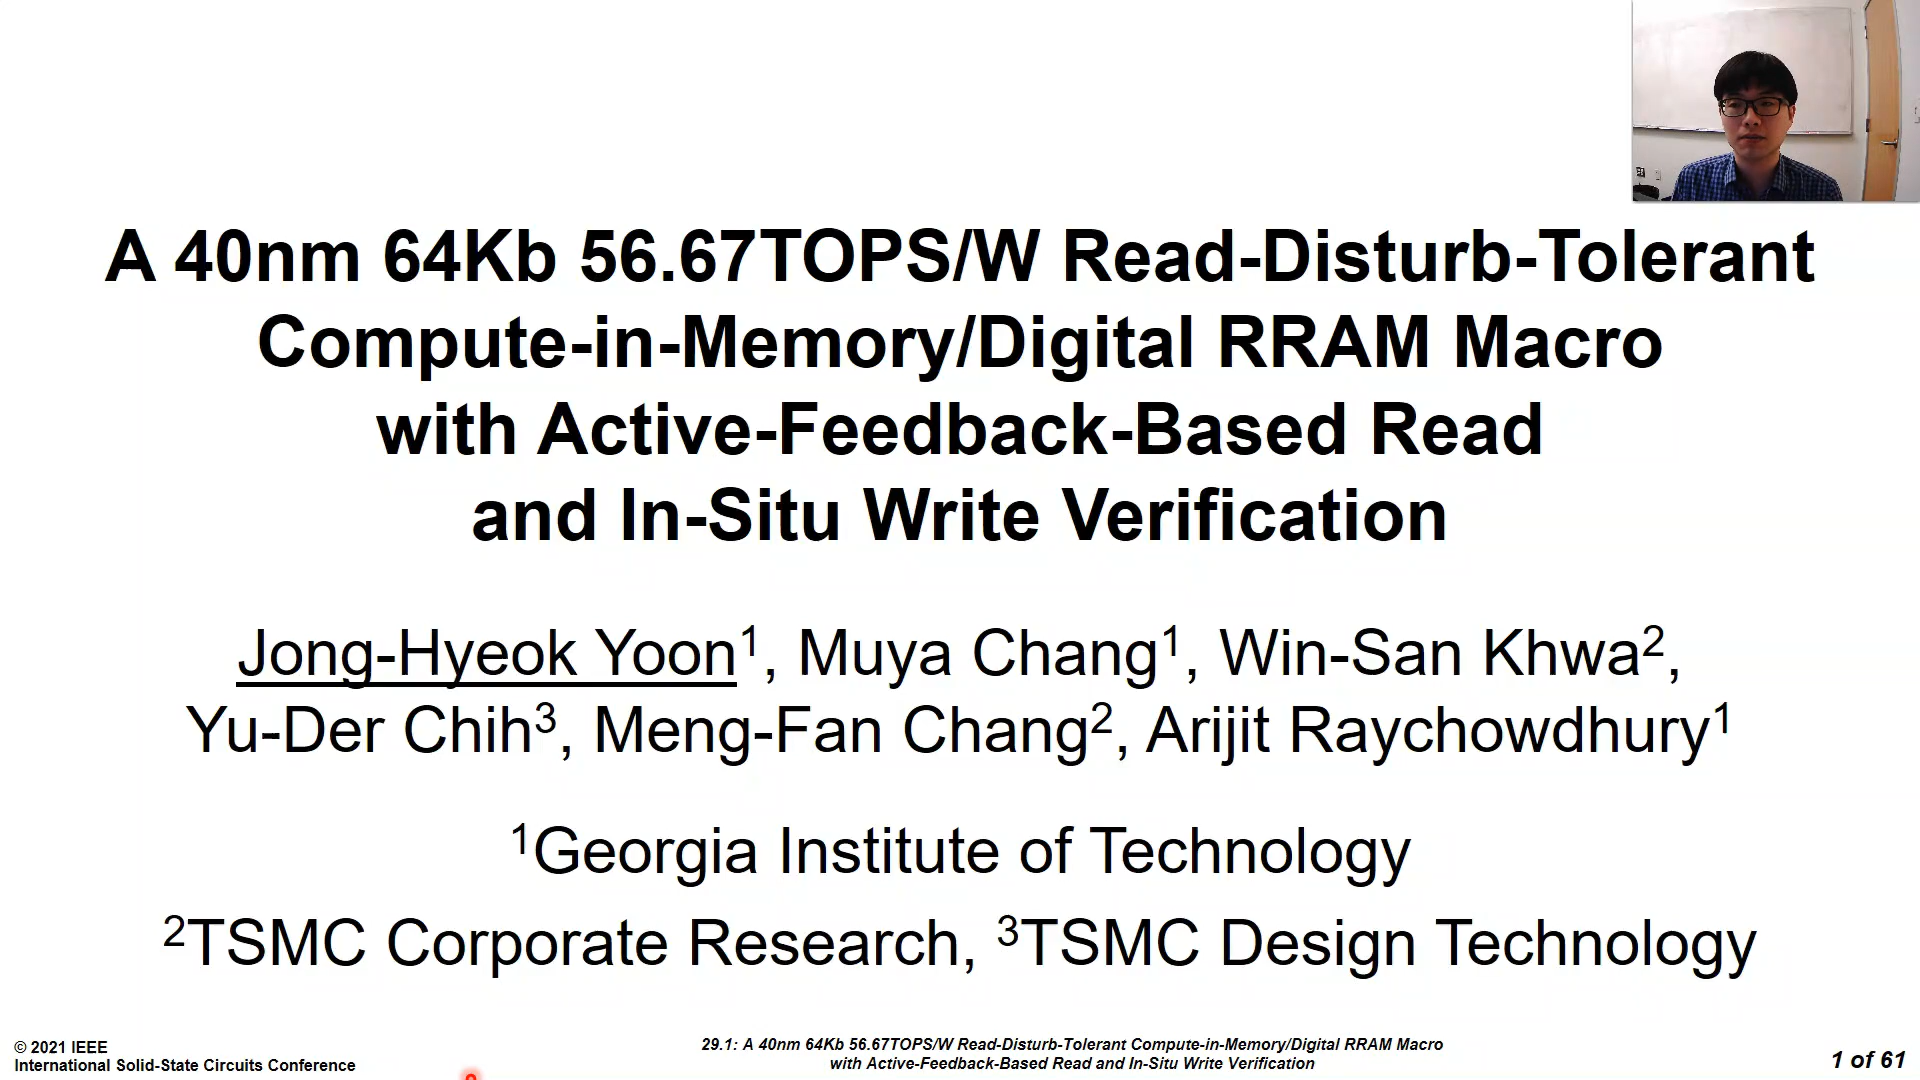 A 40nm 64Kb 56.67TOPS/W Read-Disturb-Tolerant
Compute-in-Memory/Digital RRAM Macro
with Active-Feedback-Based Read
and In-Situ Write Verification
Jong-Hyeok Yoon¹, Muya Chang¹, Win-San Khwa²,
Yu-Der Chih³, Meng-Fan Chang², Arijit Raychowdhury¹
¹Georgia Institute of Technology
²TSMC Corporate Research, ³TSMC Design Technology
© 2021 IEEE
International Solid-State Circuits Conference
29.1: A 40nm 64Kb 56.67TOPS/W Read-Disturb-Tolerant Compute-in-Memory/Digital RRAM Macro
with Active-Feedback-Based Read and In-Situ Write Verification
1 of 61